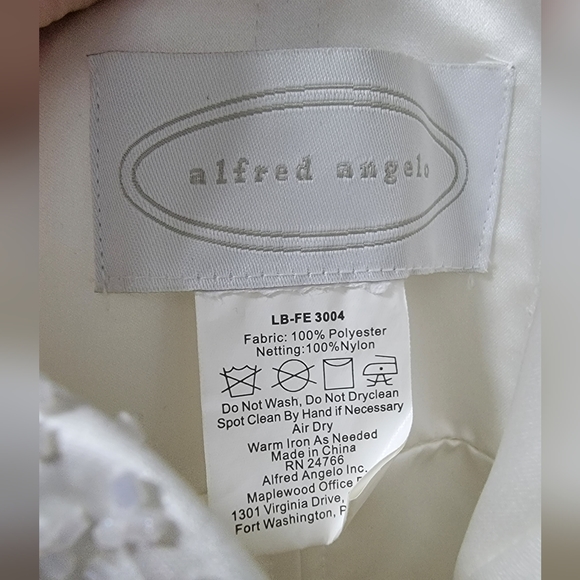 alfred angelo
LB-FE 3004
Fabric: 100% Polyester
Netting:100%Nylon
Do Not Wash, Do Not Dryclean
Spot Clean By Hand if Necessary
Air Dry
Warm Iron As Needed
Made in China
RN 24766
Alfred Angelo Inc.
Maplewood Office
1301 Virginia Drive,
Fort Washington,